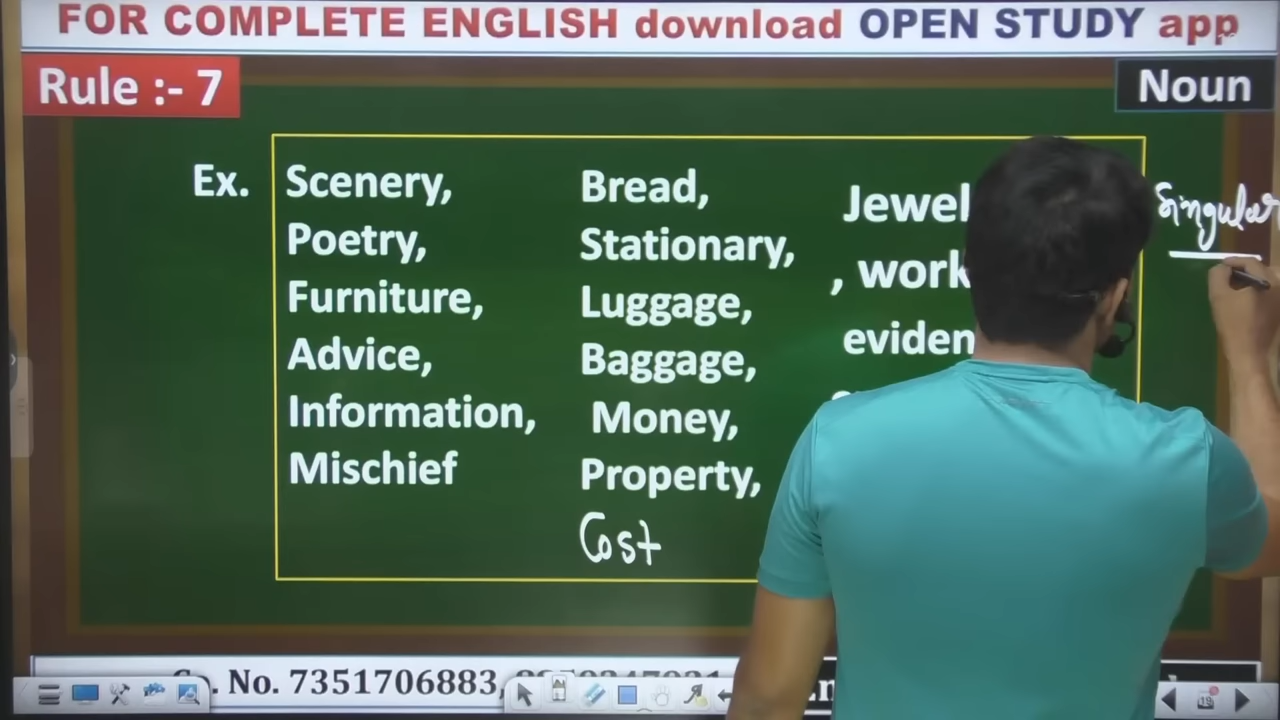 FOR COMPLETE ENGLISH download OPEN STUDY app
Rule :- 7
Noun
Ex.
Scenery,
Poetry,
Furniture,
Advice,
Information,
Mischief
Bread,
Stationary,
Luggage,
Baggage,
Money,
Property,
Cost
Jewel
, work
eviden
Singular
No. 7351706883,
19